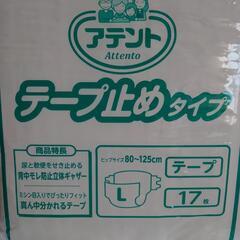 アテント
Attento
テープ止めタイプ
商品特長
尿と軟便をせき止める
背中モレ防止立体ギャザー
ミシン目入りでぴったりフィット
真ん中分かれるテープ
ヒップサイズ80~125cm
L
テープ
17枚